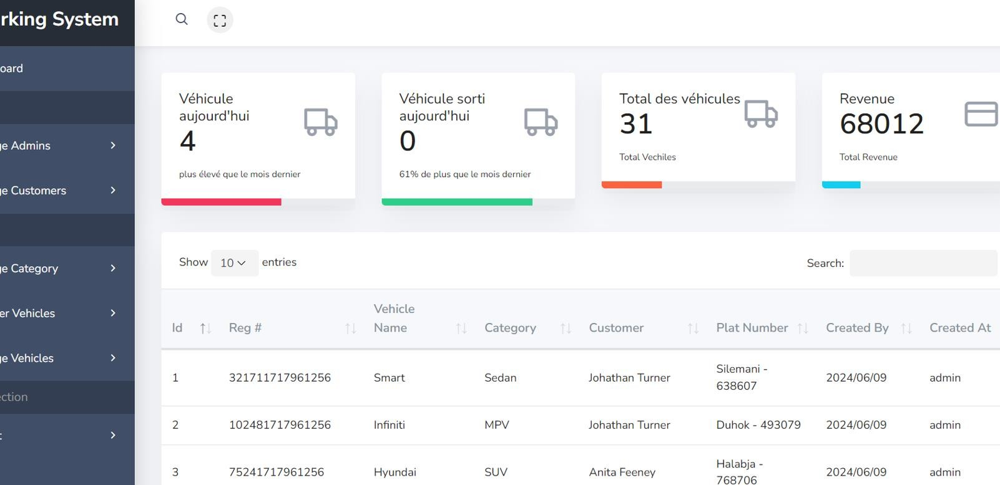 rking System
oard
ge Admins
ge Customers
ge Category
er Vehicles
ge Vehicles
ection
t
Véhicule
aujourd'hui
4
plus élevé que le mois dernier
Véhicule sorti
aujourd'hui
0
61% de plus que le mois dernier
Total des véhicules
31
Total Vechiles
Revenue
68012
Total Revenue
Show 10 entries
Search:
Id Reg # Vehicle Name Category Customer Plat Number Created By Created At
1 321711717961256 Smart Sedan Johathan Turner Silemani - 638607 2024/06/09 admin
2 102481717961256 Infiniti MPV Johathan Turner Duhok - 493079 2024/06/09 admin
3 75241717961256 Hyundai SUV Anita Feeney Halabja - 768706 2024/06/09 admin